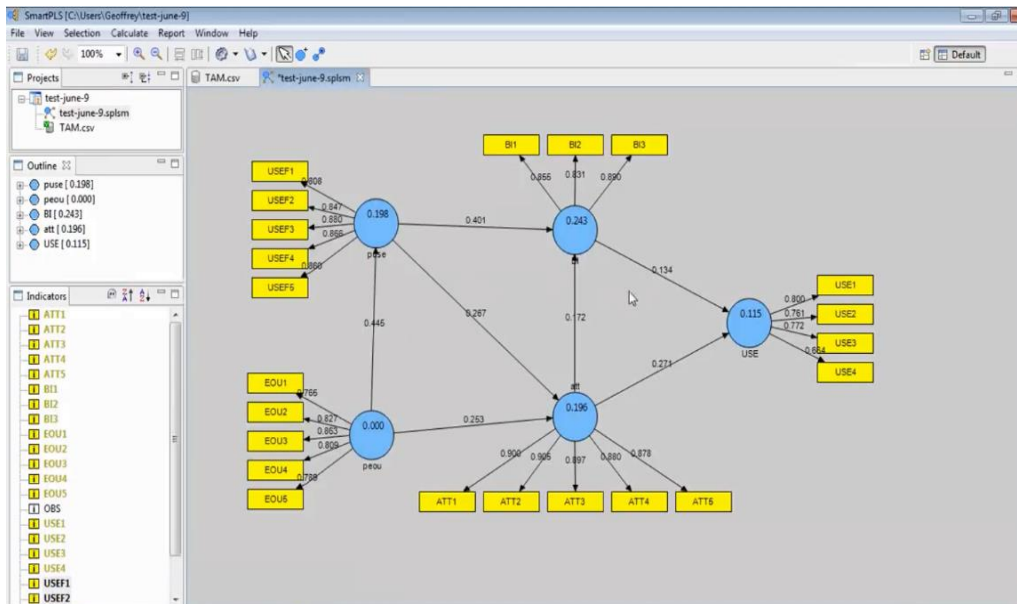 SmartPLS [C:\Users\Geoffrey\test-june-9]
File View Selection Calculate Report Window Help
100%
Default
Projects
test-june-9
test-june-9.splsm
TAM.csv
Outline
puse [ 0.198]
peou [ 0.000]
BI [ 0.243]
att [ 0.196]
USE [ 0.115]
Indicators
ATT1
ATT2
ATT3
ATT4
ATT5
BI1
BI2
BI3
EOU1
EOU2
EOU3
EOU4
EOU5
OBS
USE1
USE2
USE3
USE4
USEF1
USEF2
TAM.csv
*test-june-9.splsm
BI1 BI2 BI3
0.855 0.831 0.890
USEF1
0.808
USEF2
0.847
USEF3
0.880
USEF4
0.866
USEF5
0.860
0.198
puse
0.401
0.243
0.134
0.445
0.267
0.172
0.271
0.115
USE
0.800
USE1
0.761
USE2
0.772
USE3
0.664
USE4
EOU1
0.765
EOU2
0.827
EOU3
0.863
EOU4
0.809
EOU5
0.789
0.000
peou
0.253
att
0.196
0.900 0.905 0.897 0.880 0.878
ATT1 ATT2 ATT3 ATT4 ATT5